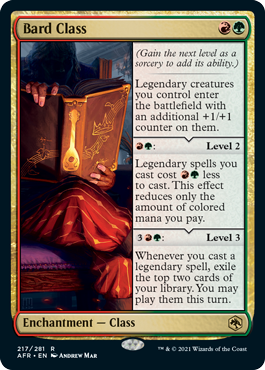 Bard Class
(Gain the next level as a
sorcery to add its ability.)
Legendary creatures
you control enter
the battlefield with
an additional +1/+1
counter on them.
: Level 2
Legendary spells you
cast cost less
to cast. This effect
reduces only the
amount of colored
mana you pay.
3 : Level 3
Whenever you cast a
legendary spell, exile
the top two cards of
your library. You may
play them this turn.
Enchantment — Class
217/281 R
AFR • EN Andrew Mar
™ & © 2021 Wizards of the Coast